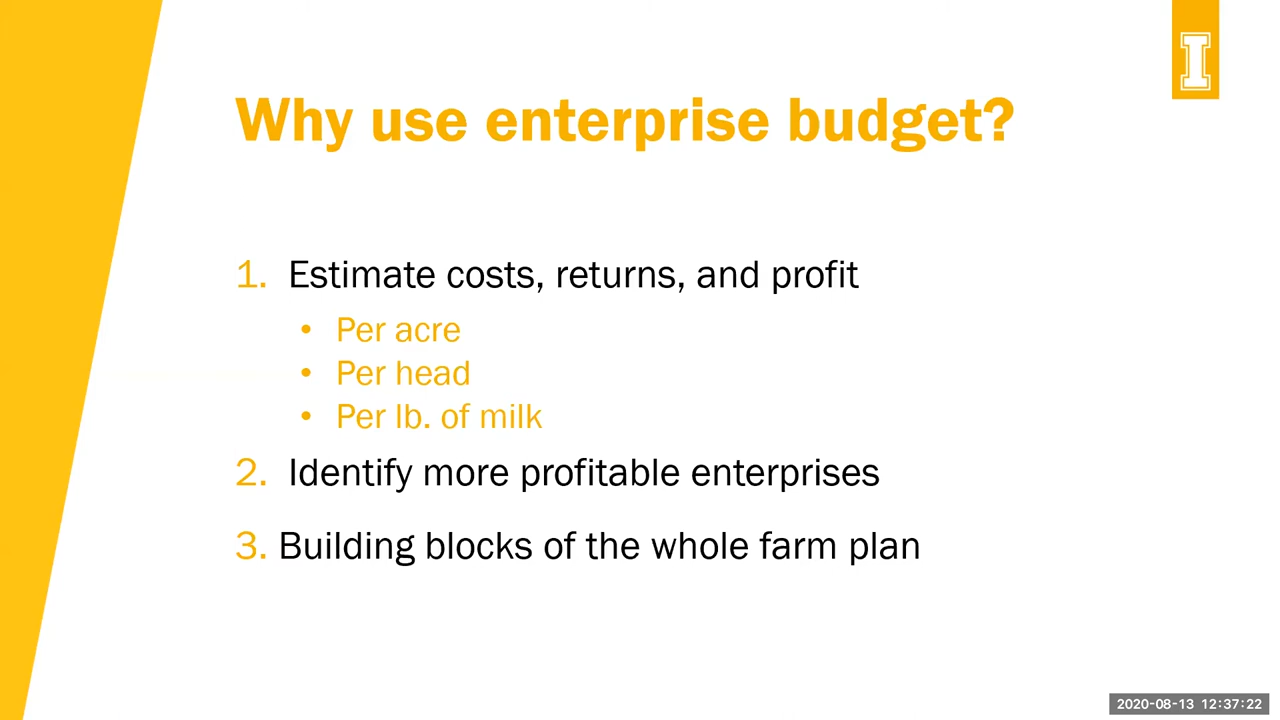 I
Why use enterprise budget?
1. Estimate costs, returns, and profit
• Per acre
• Per head
• Per lb. of milk
2. Identify more profitable enterprises
3. Building blocks of the whole farm plan
2020-08-13 12:37:22